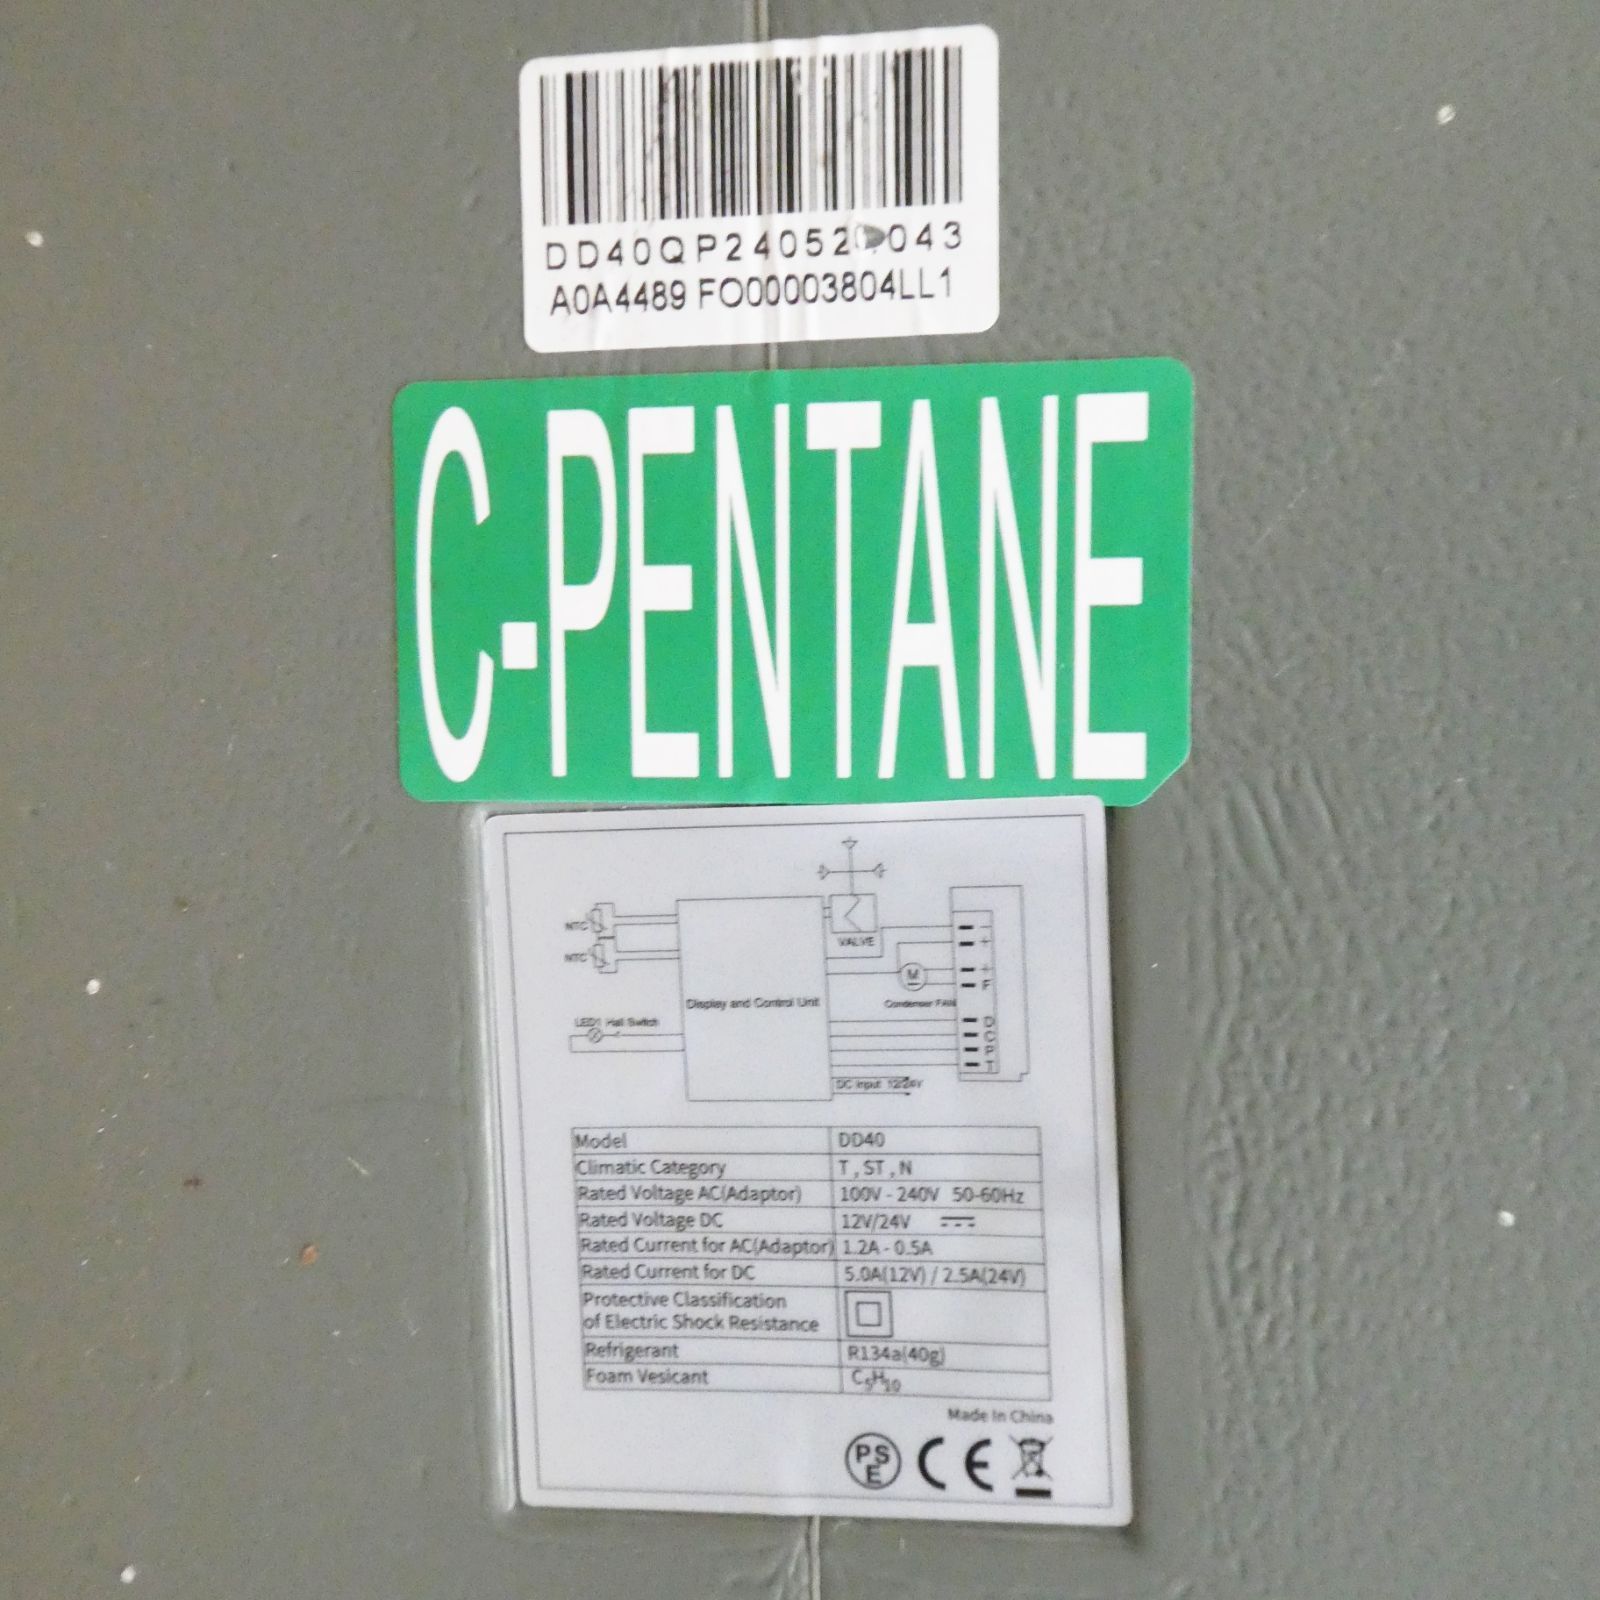 A0A4489 FO00003804LL1
C-PENTANE
NTC
VALVE
NTC
M
+
+
F
Display and Control Unit
Condenser FAN
LED1 Hall Switch
D
C
P
T
DC Input 12/24V
Model DD40
Climatic Category T , ST , N
Rated Voltage AC(Adaptor) 100V - 240V 50-60Hz
Rated Voltage DC 12V/24V
Rated Current for AC(Adaptor) 1.2A - 0.5A
Rated Current for DC 5.0A(12V) / 2.5A(24V)
Protective Classification
of Electric Shock Resistance
Refrigerant R134a(40g)
Foam Vesicant C5H10
Made In China
PSE CE